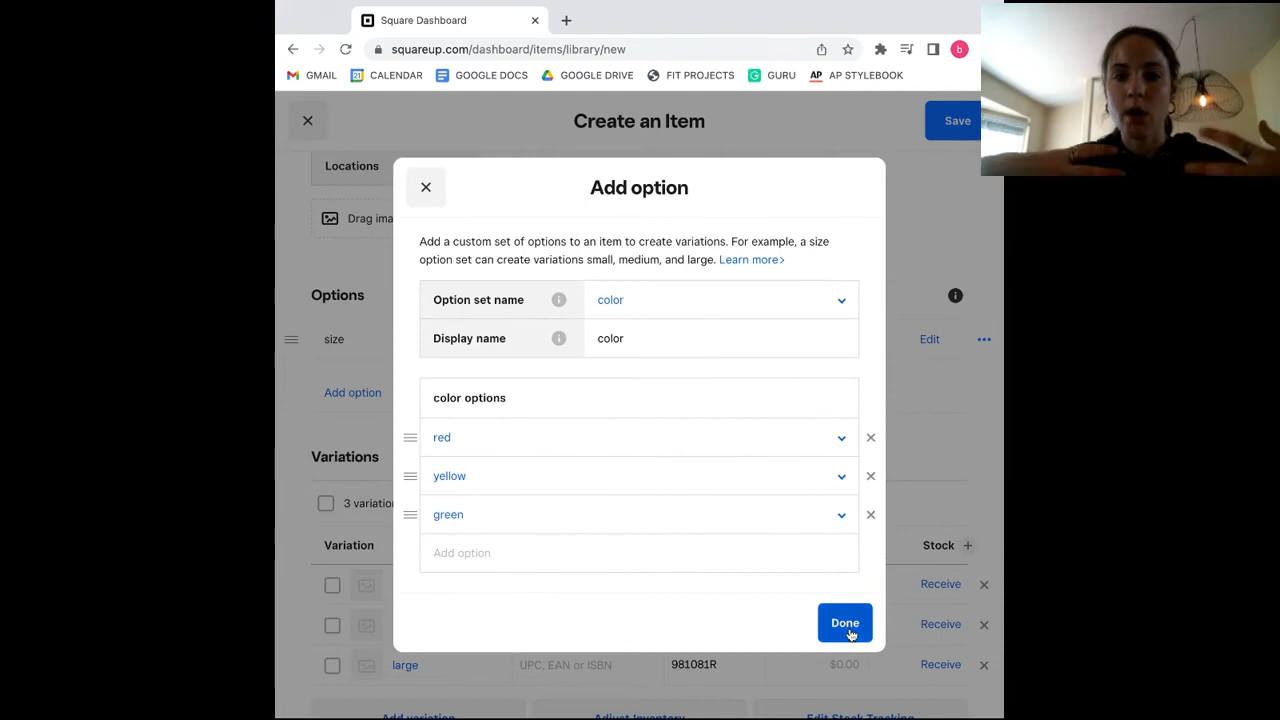 Square Dashboard
squareup.com/dashboard/items/library/new
b
GMAIL CALENDAR GOOGLE DOCS GOOGLE DRIVE FIT PROJECTS GURU AP AP STYLEBOOK
Create an Item
Save
Locations
Drag ima
Add option
Add a custom set of options to an item to create variations. For example, a size
option set can create variations small, medium, and large. Learn more>
Option set name color
Display name color
Options
size Edit
Add option
color options
red
yellow
green
Add option
Variations
3 variation
Variation Stock +
Receive
Receive
large UPC, EAN or ISBN 981081R $0.00 Receive
Done
Add variation Adjust Inventory Edit Stock Tracking